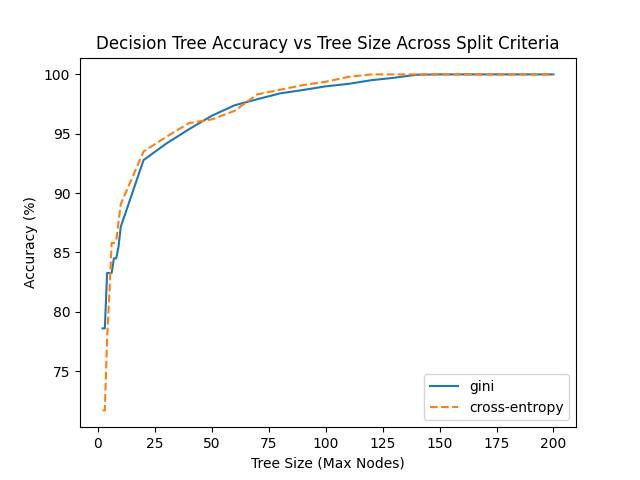 Decision Tree Accuracy vs Tree Size Across Split Criteria
Accuracy (%)
100
95
90
85
80
75
gini
cross-entropy
0 25 50 75 100 125 150 175 200
Tree Size (Max Nodes)